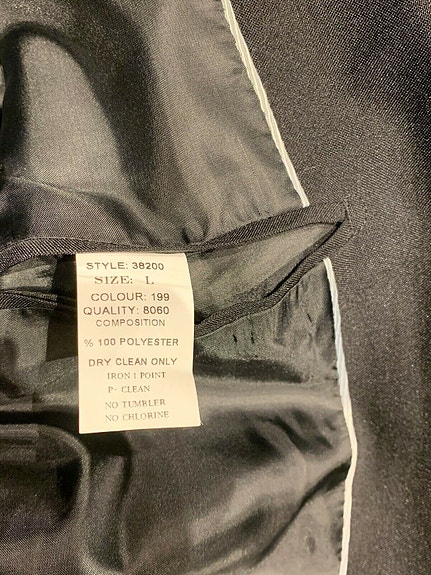 STYLE: 38200
SIZE: L
COLOUR: 199
QUALITY: 8060
COMPOSITION
% 100 POLYESTER
DRY CLEAN ONLY
IRON 1 POINT
P- CLEAN
NO TUMBLER
NO CHLORINE